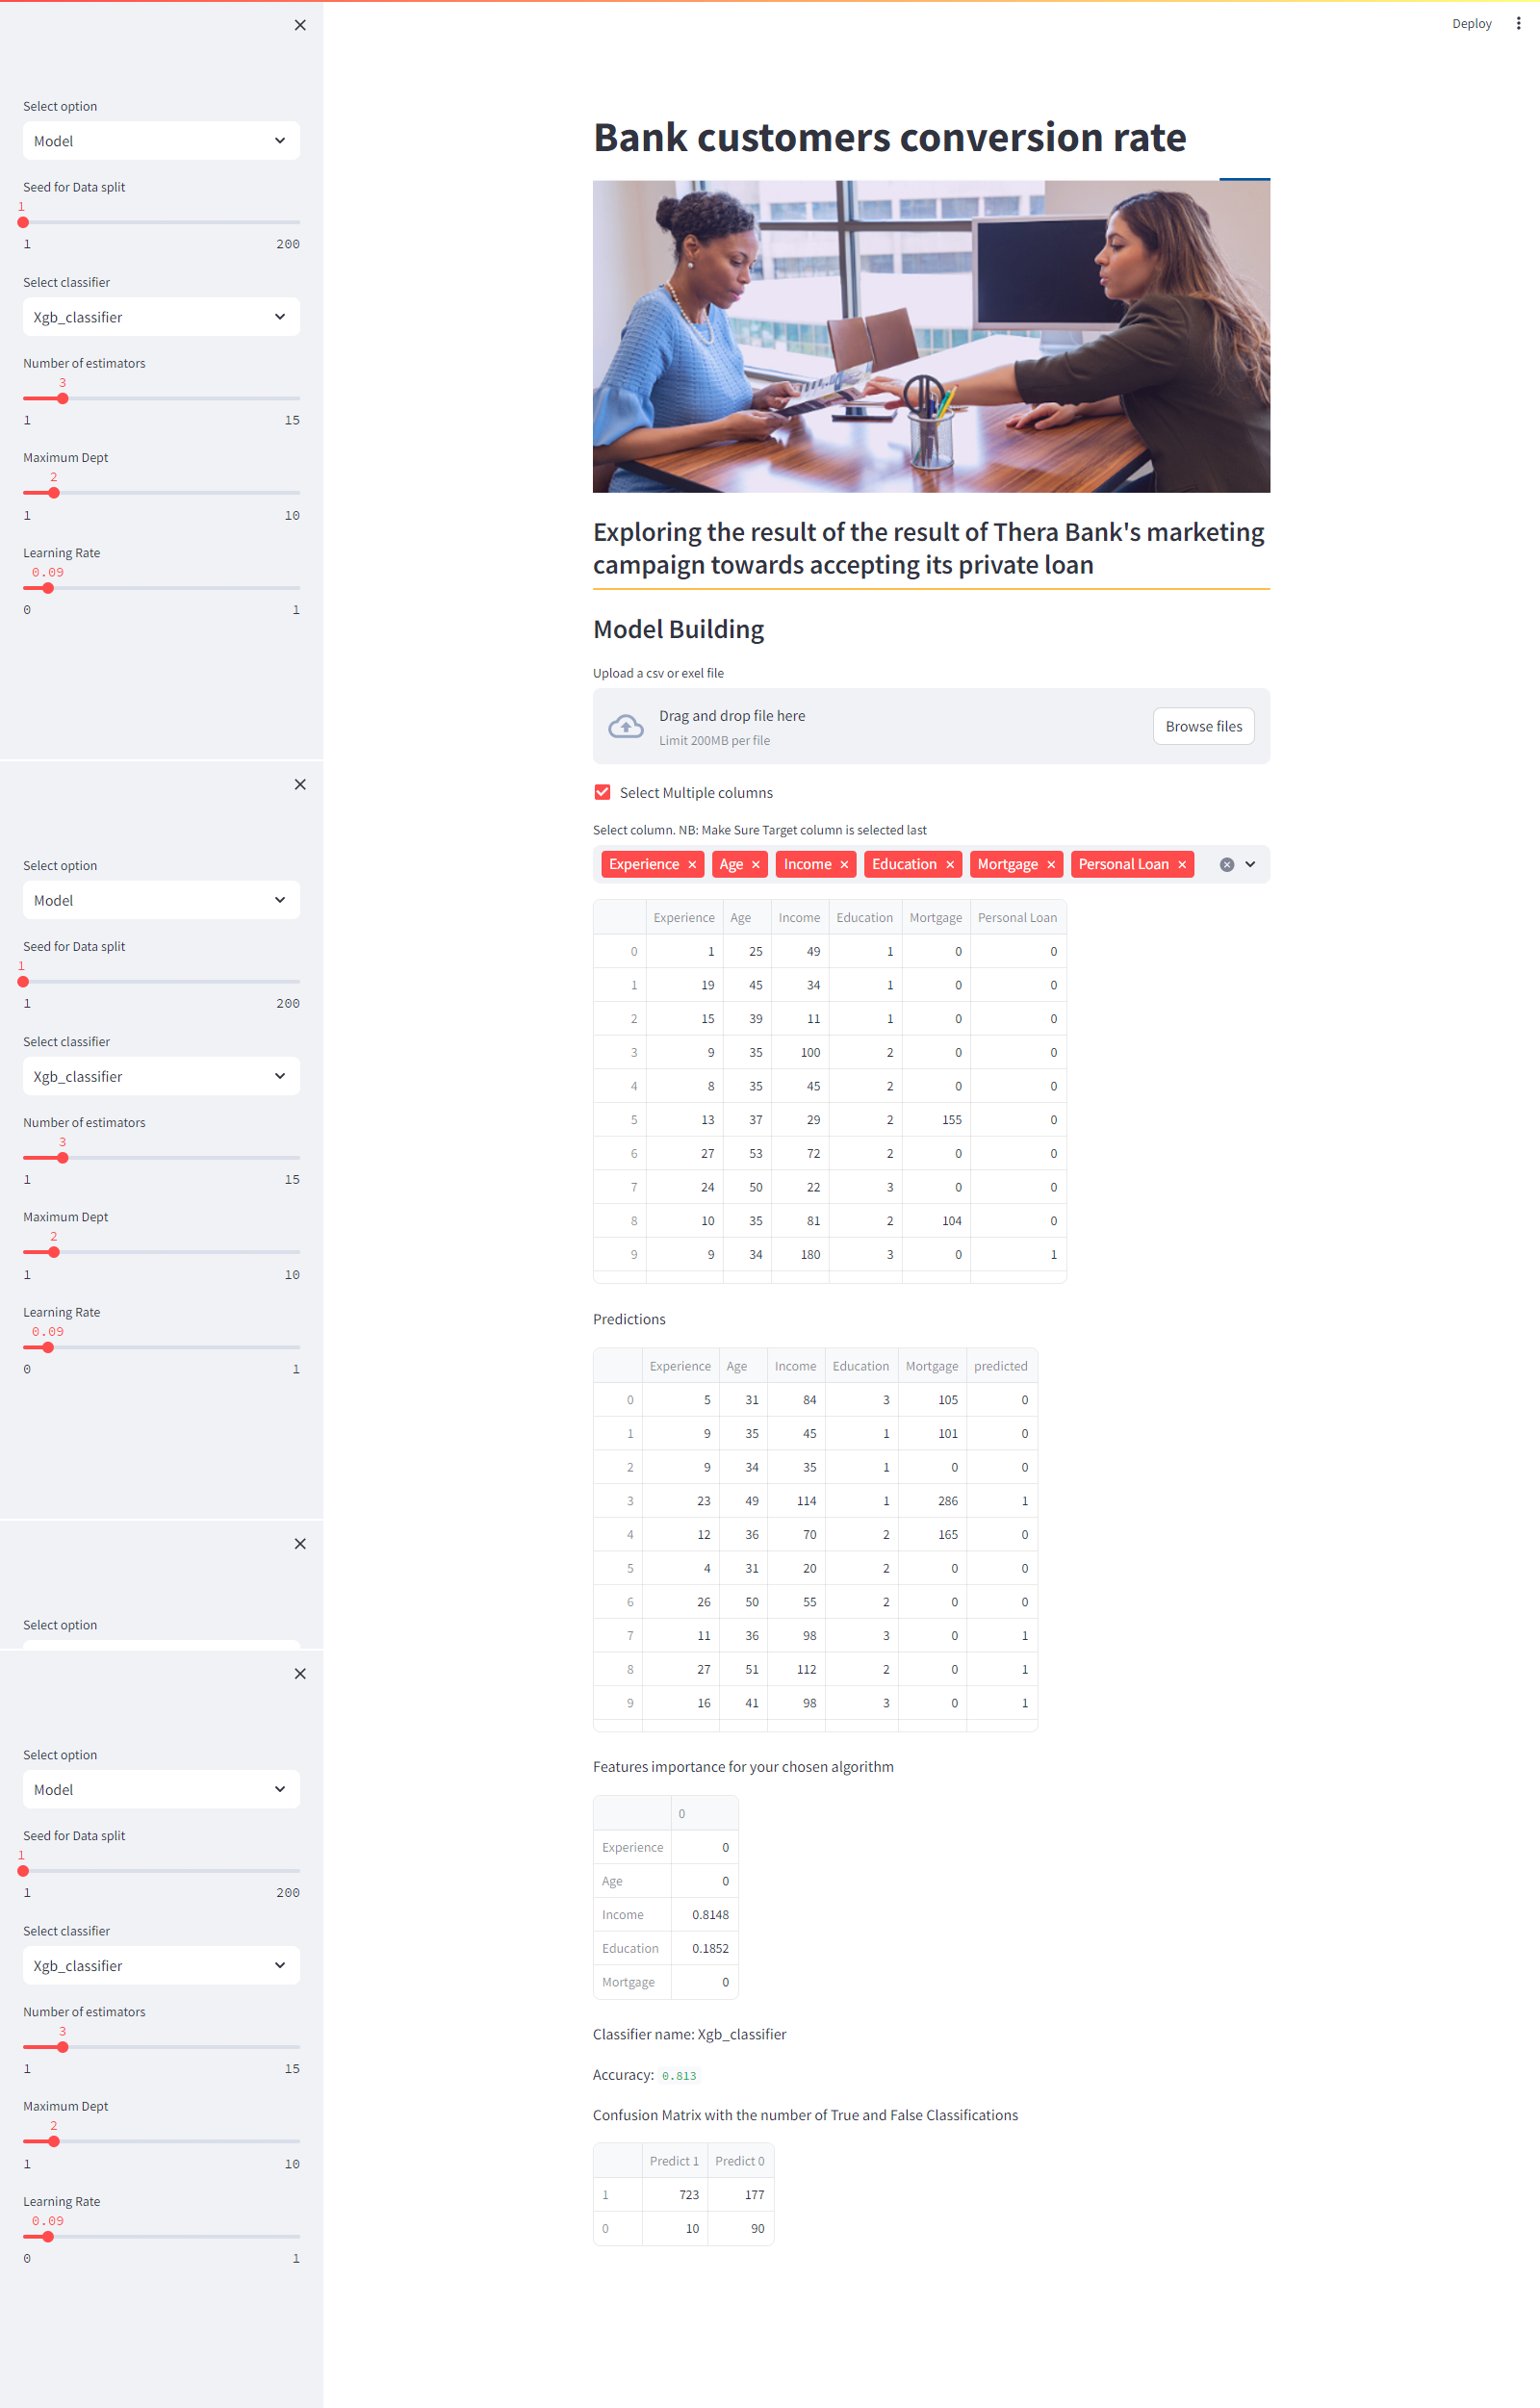 Deploy
Select option
Model
Seed for Data split
1
1 200
Select classifier
Xgb_classifier
Number of estimators
3
1 15
Maximum Dept
2
1 10
Learning Rate
0.09
0 1
Select option
Model
Seed for Data split
1
1 200
Select classifier
Xgb_classifier
Number of estimators
3
1 15
Maximum Dept
2
1 10
Learning Rate
0.09
0 1
Select option
Select option
Model
Seed for Data split
1
1 200
Select classifier
Xgb_classifier
Number of estimators
3
1 15
Maximum Dept
2
1 10
Learning Rate
0.09
0 1
Bank customers conversion rate
Exploring the result of the result of Thera Bank's marketing
campaign towards accepting its private loan
Model Building
Upload a csv or exel file
Drag and drop file here
Limit 200MB per file
Browse files
Select Multiple columns
Select column. NB: Make Sure Target column is selected last
Experience Age Income Education Mortgage Personal Loan
Experience Age Income Education Mortgage Personal Loan
0 1 25 49 1 0 0
1 19 45 34 1 0 0
2 15 39 11 1 0 0
3 9 35 100 2 0 0
4 8 35 45 2 0 0
5 13 37 29 2 155 0
6 27 53 72 2 0 0
7 24 50 22 3 0 0
8 10 35 81 2 104 0
9 9 34 180 3 0 1
Predictions
Experience Age Income Education Mortgage predicted
0 5 31 84 3 105 0
1 9 35 45 1 101 0
2 9 34 35 1 0 0
3 23 49 114 1 286 1
4 12 36 70 2 165 0
5 4 31 20 2 0 0
6 26 50 55 2 0 0
7 11 36 98 3 0 1
8 27 51 112 2 0 1
9 16 41 98 3 0 1
Features importance for your chosen algorithm
0
Experience 0
Age 0
Income 0.8148
Education 0.1852
Mortgage 0
Classifier name: Xgb_classifier
Accuracy: 0.813
Confusion Matrix with the number of True and False Classifications
Predict 1 Predict 0
1 723 177
0 10 90